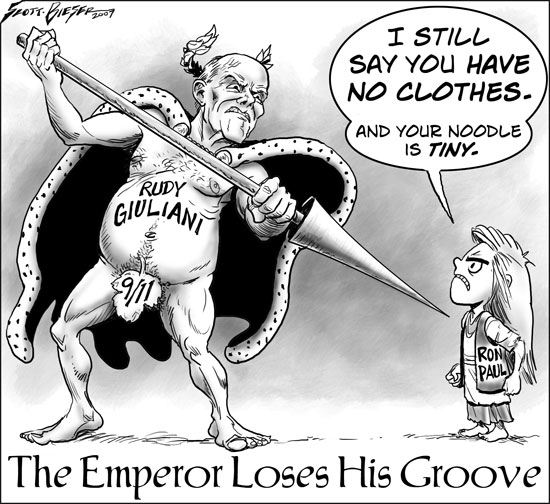 SCOTT BIESER 2007
I STILL
SAY YOU HAVE
NO CLOTHES.
AND YOUR NOODLE
IS TINY.
RUDY
GIULIANI
9/11
RON
PAUL
The Emperor Loses His Groove